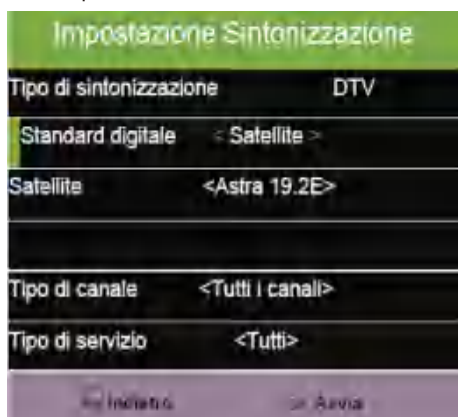 Impostazione Sintonizzazione
Tipo di sintonizzazione DTV
Standard digitale < Satellite >
Satellite <Astra 19.2E>
Tipo di canale <Tutti i canali>
Tipo di servizio <Tutti>
Indietro Avvia